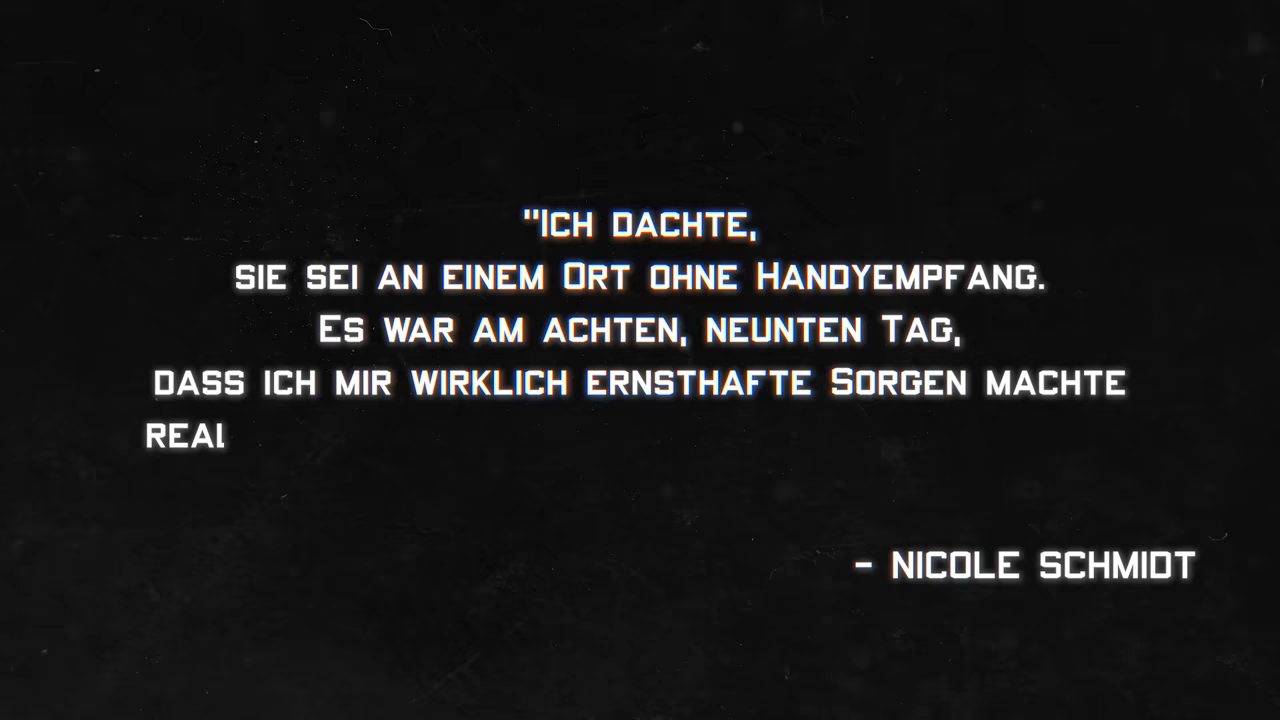 "Ich dachte,
sie sei an einem Ort ohne Handyempfang.
Es war am achten, neunten Tag,
dass ich mir wirklich ernsthafte Sorgen machte
real
- NICOLE SCHMIDT